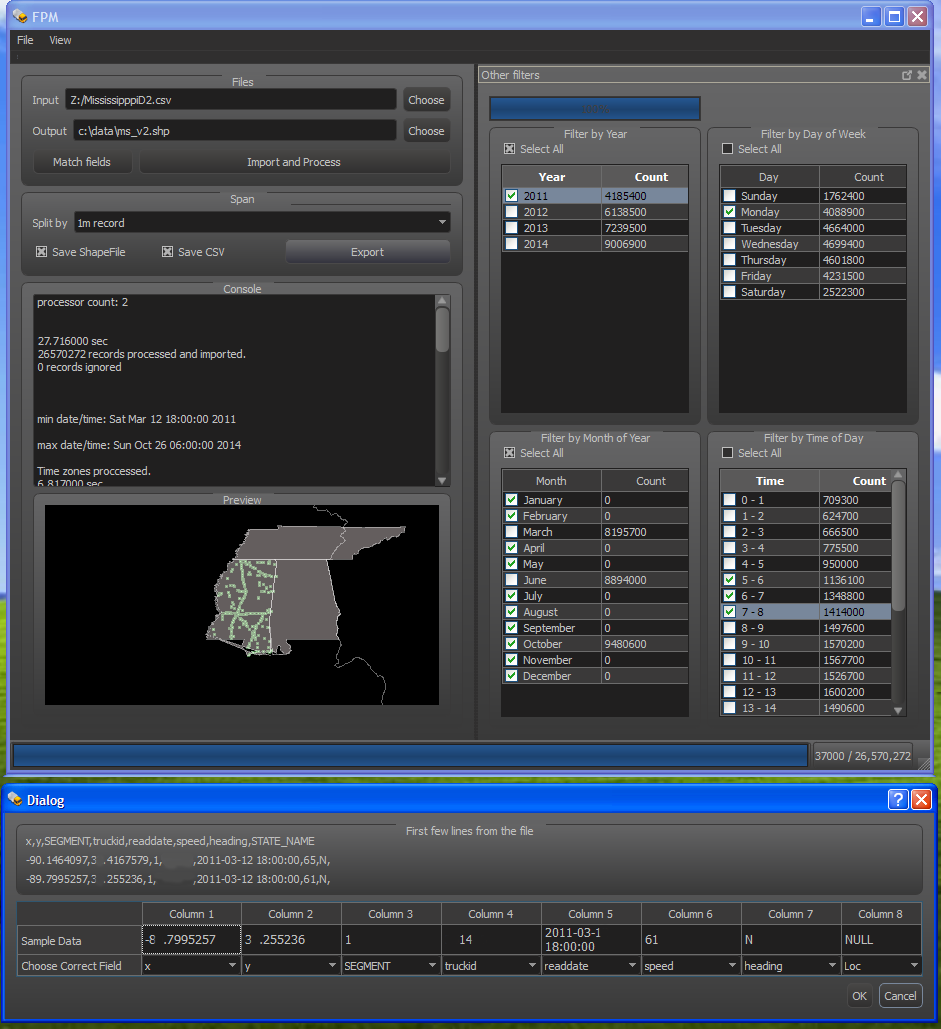 FPM
File View
Files
Input Z:/MississipppiD2.csv Choose
Output c:\data\ms_v2.shp Choose
Match fields Import and Process
Span
Split by 1m record
Save ShapeFile Save CSV Export
Console
processor count: 2
27.716000 sec
26570272 records processed and imported.
0 records ignored
min date/time: Sat Mar 12 18:00:00 2011
max date/time: Sun Oct 26 06:00:00 2014
Time zones proccessed.
6.817000 sec
Preview
Other filters
Filter by Year
Select All
Year Count
2011 4185400
2012 6138500
2013 7239500
2014 9006900
Filter by Day of Week
Select All
Day Count
Sunday 1762400
Monday 4088900
Tuesday 4664000
Wednesday 4699400
Thursday 4601800
Friday 4231500
Saturday 2522300
Filter by Month of Year
Select All
Month Count
January 0
February 0
March 8195700
April 0
May 0
June 8894000
July 0
August 0
September 0
October 9480600
November 0
December 0
Filter by Time of Day
Select All
Time Count
0 - 1 709300
1 - 2 624700
2 - 3 666500
3 - 4 775500
4 - 5 950000
5 - 6 1136100
6 - 7 1348800
7 - 8 1414000
8 - 9 1497600
9 - 10 1570200
10 - 11 1567700
11 - 12 1526700
12 - 13 1600200
13 - 14 1490600
37000 / 26,570,272
Dialog
First few lines from the file
x,y,SEGMENT,truckid,readdate,speed,heading,STATE_NAME
-90.1464097,3 .4167579,1, ,2011-03-12 18:00:00,65,N,
-89.7995257,3 .255236,1, ,2011-03-12 18:00:00,61,N,
Column 1 Column 2 Column 3 Column 4 Column 5 Column 6 Column 7 Column 8
Sample Data -8 .7995257 3 .255236 1 14 2011-03-1 18:00:00 61 N NULL
Choose Correct Field x y SEGMENT truckid readdate speed heading Loc
OK Cancel